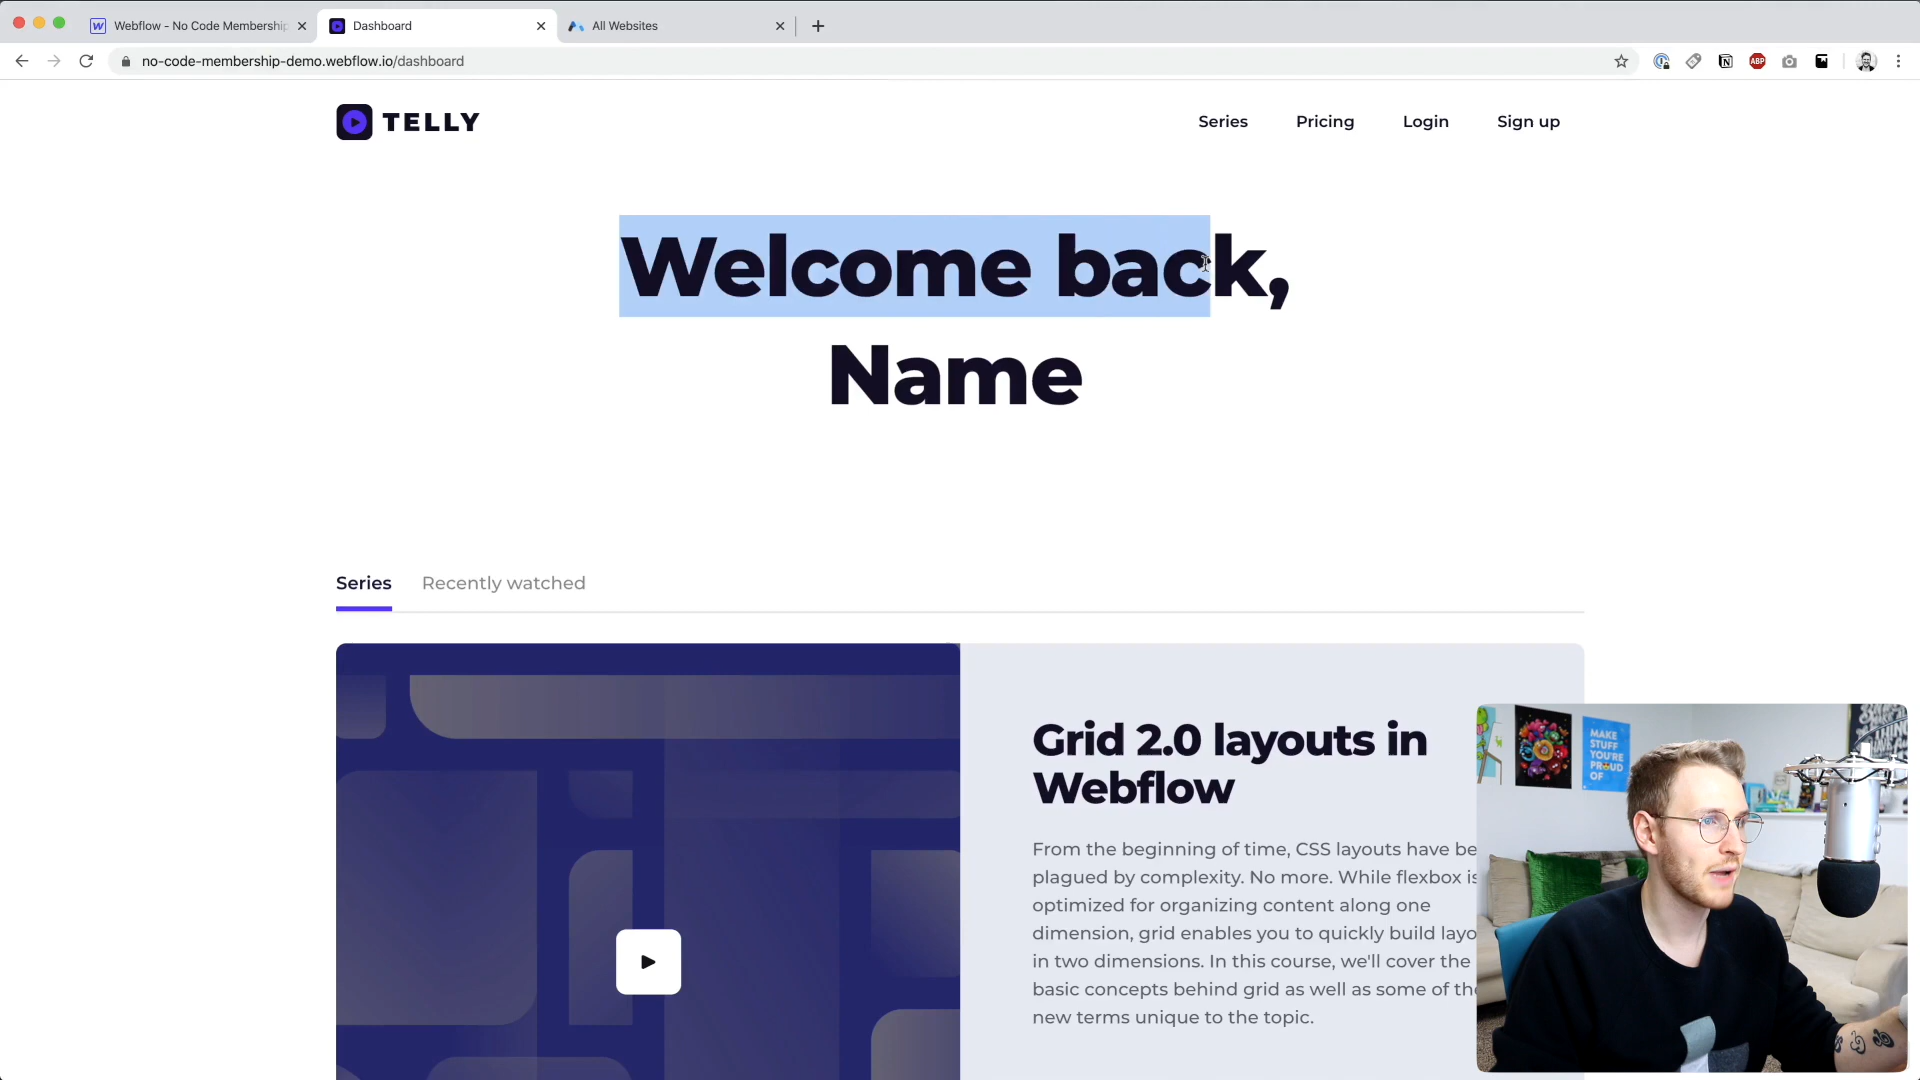 Webflow - No Code Membership
Dashboard
All Websites
no-code-membership-demo.webflow.io/dashboard
ABP
TELLY
Series
Pricing
Login
Sign up
Welcome back,
Name
Series
Recently watched
Grid 2.0 layouts in
Webflow
From the beginning of time, CSS layouts have be
plagued by complexity. No more. While flexbox is
optimized for organizing content along one
dimension, grid enables you to quickly build layo
in two dimensions. In this course, we'll cover the
basic concepts behind grid as well as some of the
new terms unique to the topic.
MAKE
STUFF
YOU'RE
PROUD
OF